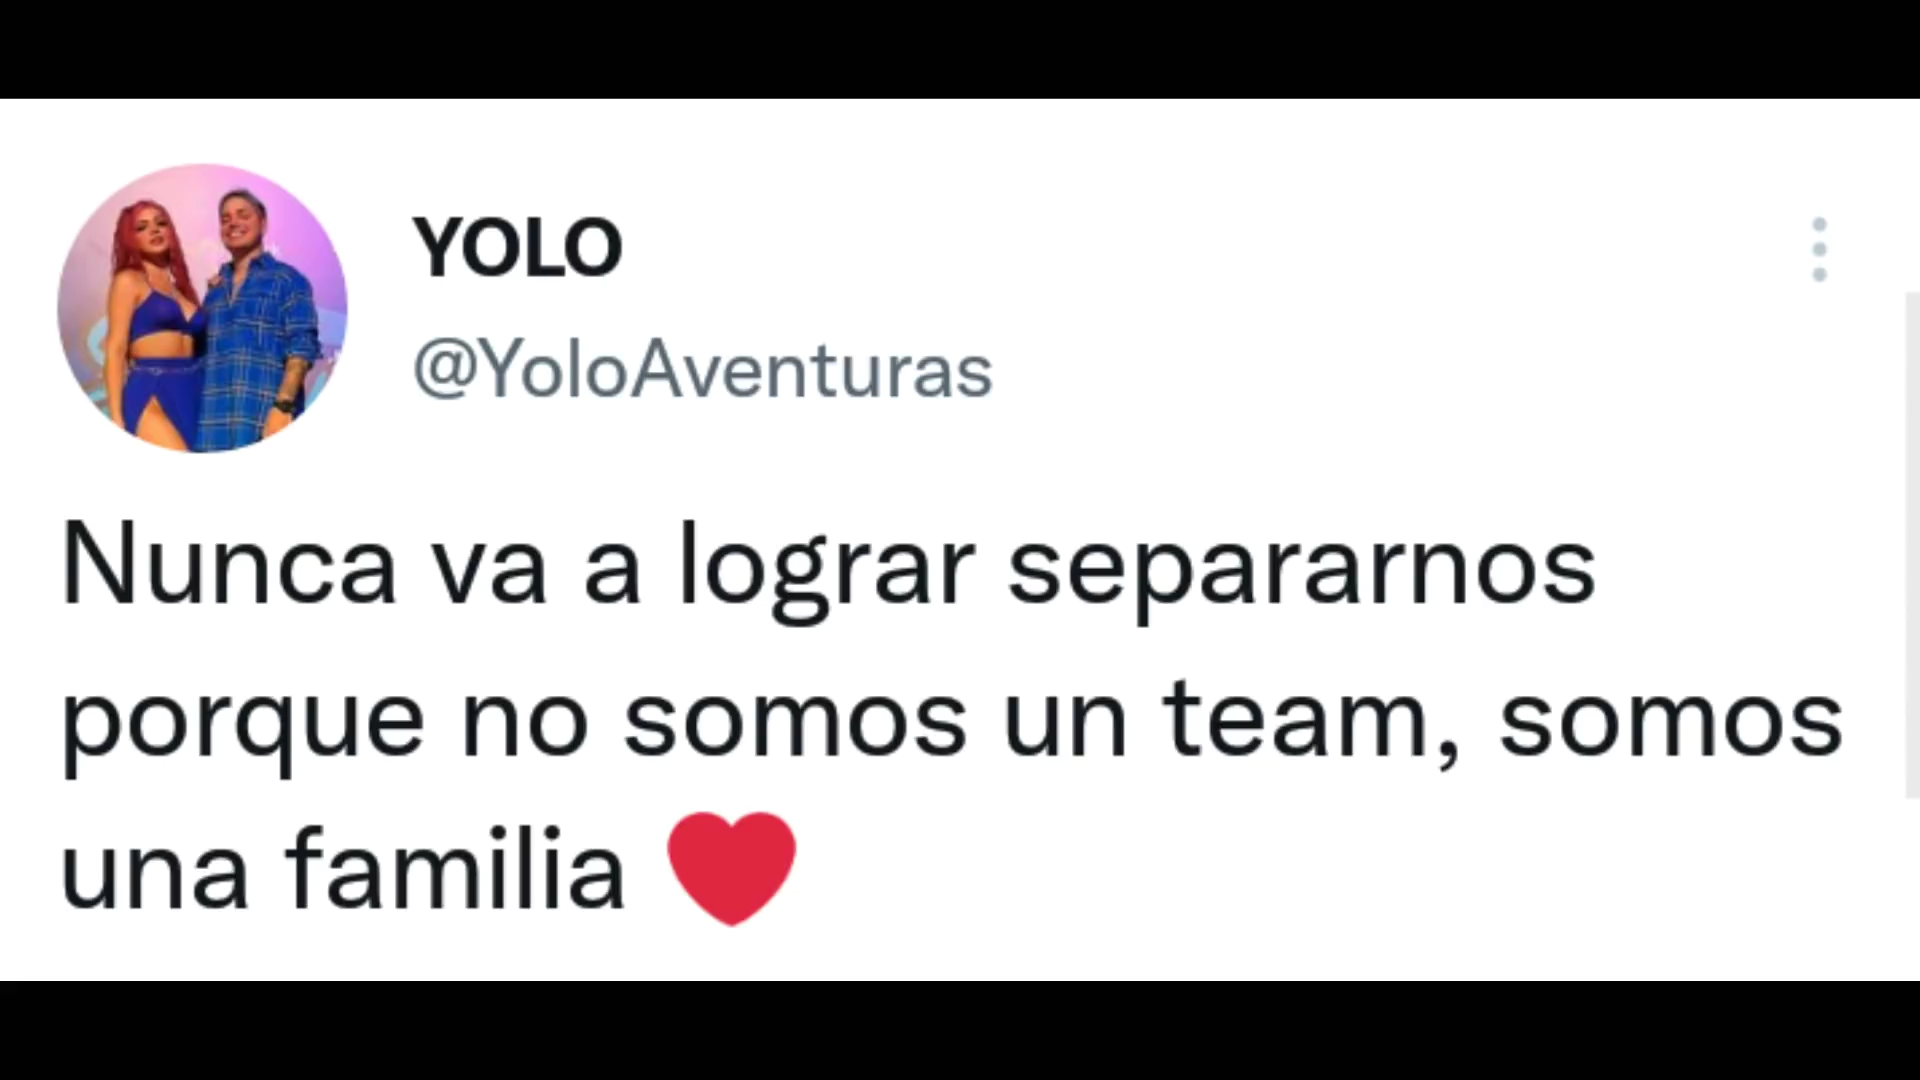 YOLO
@YoloAventuras
Nunca va a lograr separarnos
porque no somos un team, somos
una familia ❤️